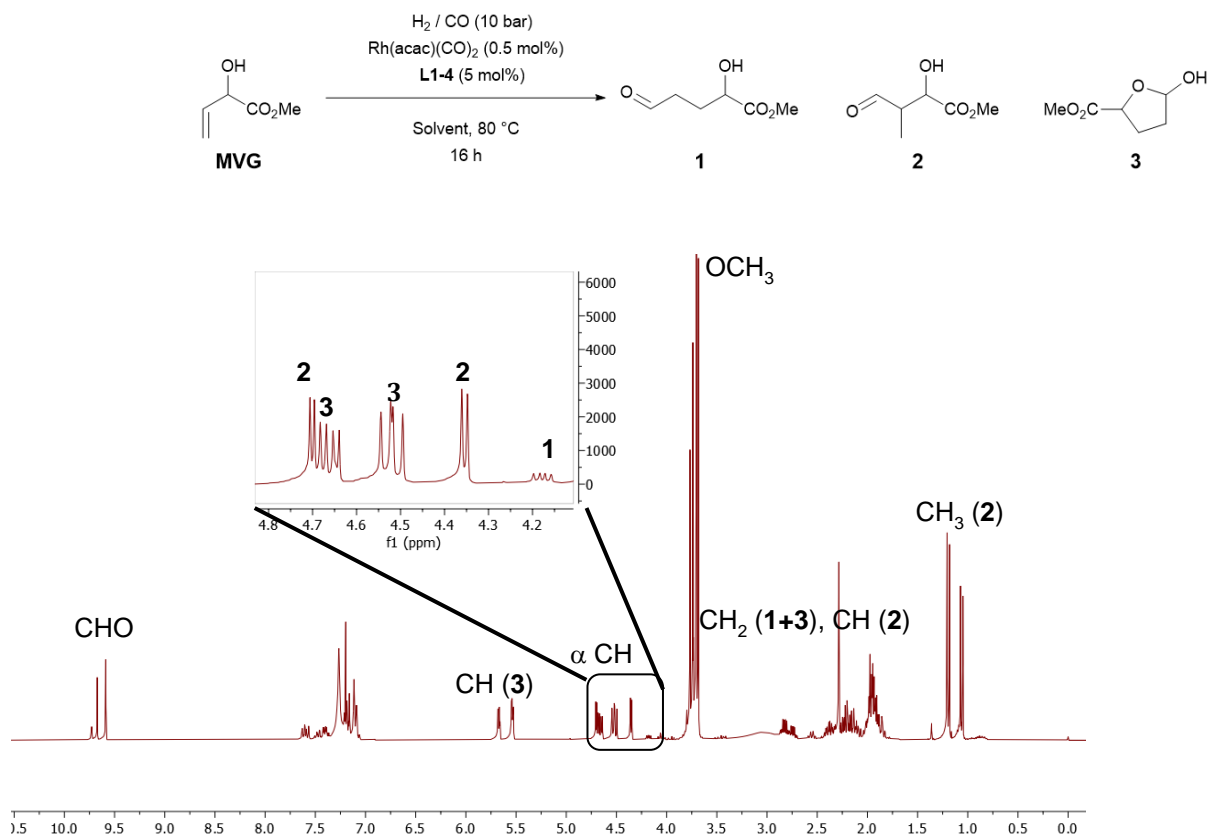 H₂ / CO (10 bar)
Rh(acac)(CO)₂ (0.5 mol%)
L1-4 (5 mol%)
Solvent, 80 °C
16 h
OH
CO₂Me
MVG
OH
O
CO₂Me
1
OH
O
CO₂Me
2
OH
O
MeO₂C
3
OCH₃
6000
5000
4000
3000
2000
1000
0
2
3
3
2
1
4.8 4.7 4.6 4.5 4.4 4.3 4.2
f1 (ppm)
CH₃ (2)
CH₂ (1+3), CH (2)
CHO
α CH
CH (3)
0.5 10.0 9.5 9.0 8.5 8.0 7.5 7.0 6.5 6.0 5.5 5.0 4.5 4.0 3.5 3.0 2.5 2.0 1.5 1.0 0.5 0.0